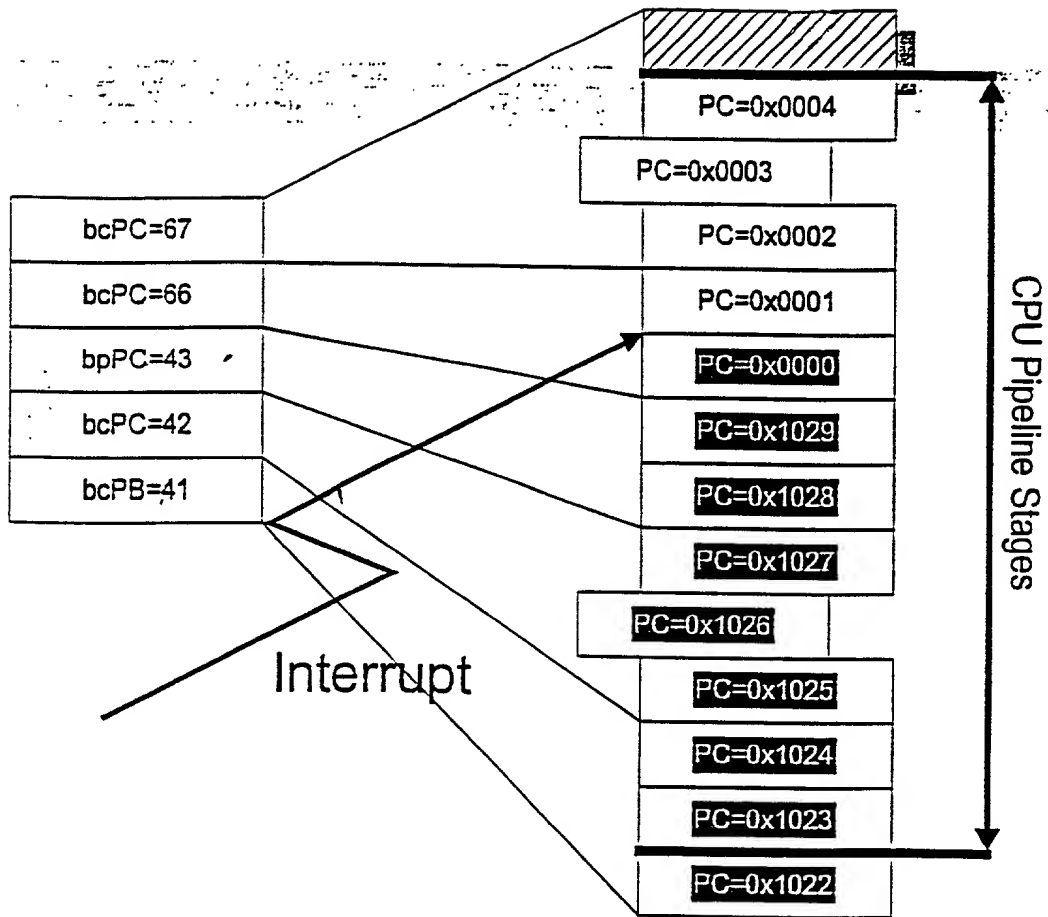 bcPC=67
bcPC=66
bpPC=43
bcPC=42
bcPB=41
Interrupt
PC=0x0004
PC=0x0003
PC=0x0002
PC=0x0001
PC=0x0000
PC=0x1029
PC=0x1028
PC=0x1027
PC=0x1026
PC=0x1025
PC=0x1024
PC=0x1023
PC=0x1022
CPU Pipeline Stages